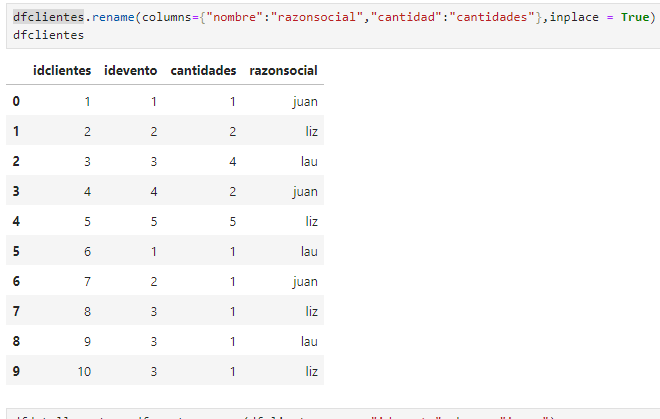 dfclientes.rename(columns={"nombre":"razonsocial","cantidad":"cantidades"},inplace = True)
dfclientes
idclientes idevento cantidades razonsocial
0 1 1 1 juan
1 2 2 2 liz
2 3 3 4 lau
3 4 4 2 juan
4 5 5 5 liz
5 6 1 1 lau
6 7 2 1 juan
7 8 3 1 liz
8 9 3 1 lau
9 10 3 1 liz